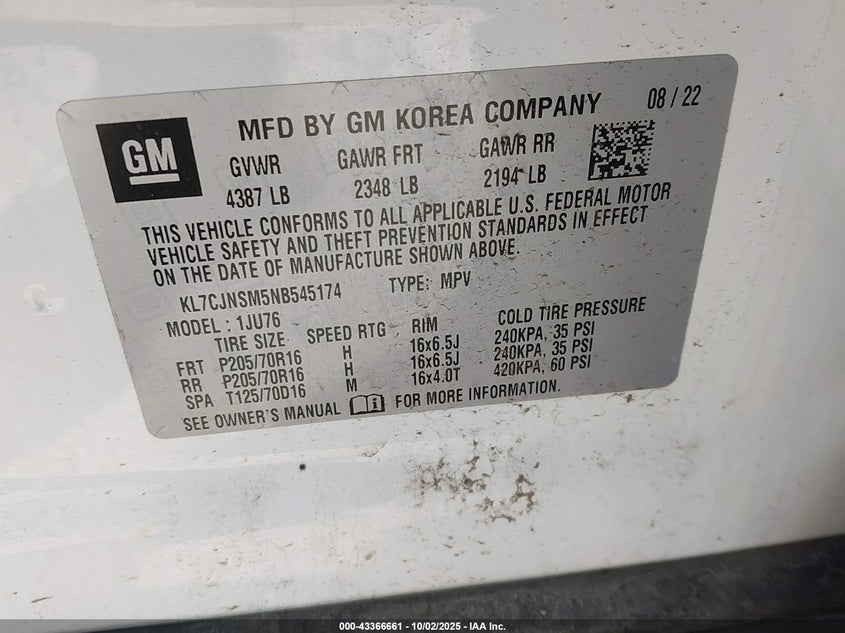 GM
MFD BY GM KOREA COMPANY 08 / 22
GVWR GAWR FRT GAWR RR
4387 LB 2348 LB 2194 LB
THIS VEHICLE CONFORMS TO ALL APPLICABLE U.S. FEDERAL MOTOR
VEHICLE SAFETY AND THEFT PREVENTION STANDARDS IN EFFECT
ON THE DATE OF MANUFACTURE SHOWN ABOVE.
KL7CJNSM5NB545174 TYPE: MPV
MODEL : 1JU76
TIRE SIZE SPEED RTG RIM COLD TIRE PRESSURE
FRT P205/70R16 H 16x6.5J 240KPA, 35 PSI
RR P205/70R16 H 16x6.5J 240KPA, 35 PSI
SPA T125/70D16 M 16x4.0T 420KPA, 60 PSI
SEE OWNER'S MANUAL FOR MORE INFORMATION.
000-43366661 - 10/02/2025 - IAA Inc.